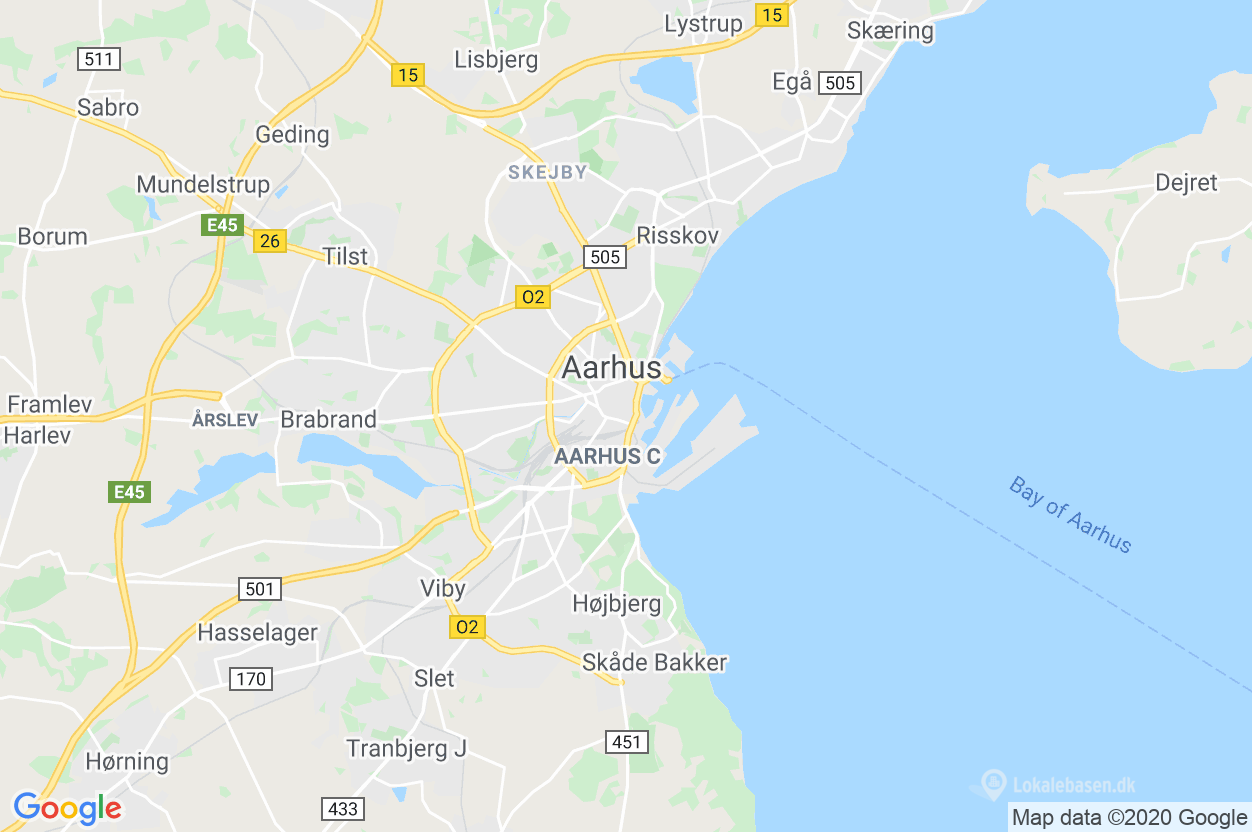 Lystrup
15
Skæring
511
Lisbjerg
15
Egå
505
Sabro
Geding
SKEJBY
Mundelstrup
Dejret
E45
Borum
26
Risskov
Tilst
505
O2
Aarhus
Framlev
ÅRSLEV
Brabrand
Harlev
AARHUS C
E45
Bay of Aarhus
501
Viby
Højbjerg
O2
Hasselager
Skåde Bakker
170
Slet
451
Tranbjerg J
Hørning
Lokalebasen.dk
Google
433
Map data ©2020 Google